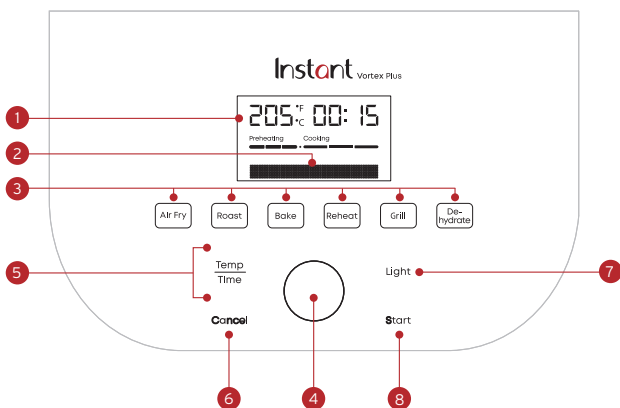 Instant Vortex Plus
205 °F °C 00:15
Preheating Cooking
1
2
3
Air Fry Roast Bake Reheat Grill De-
hydrate
5
Temp
Time
Light 7
Cancel Start
6 4 8